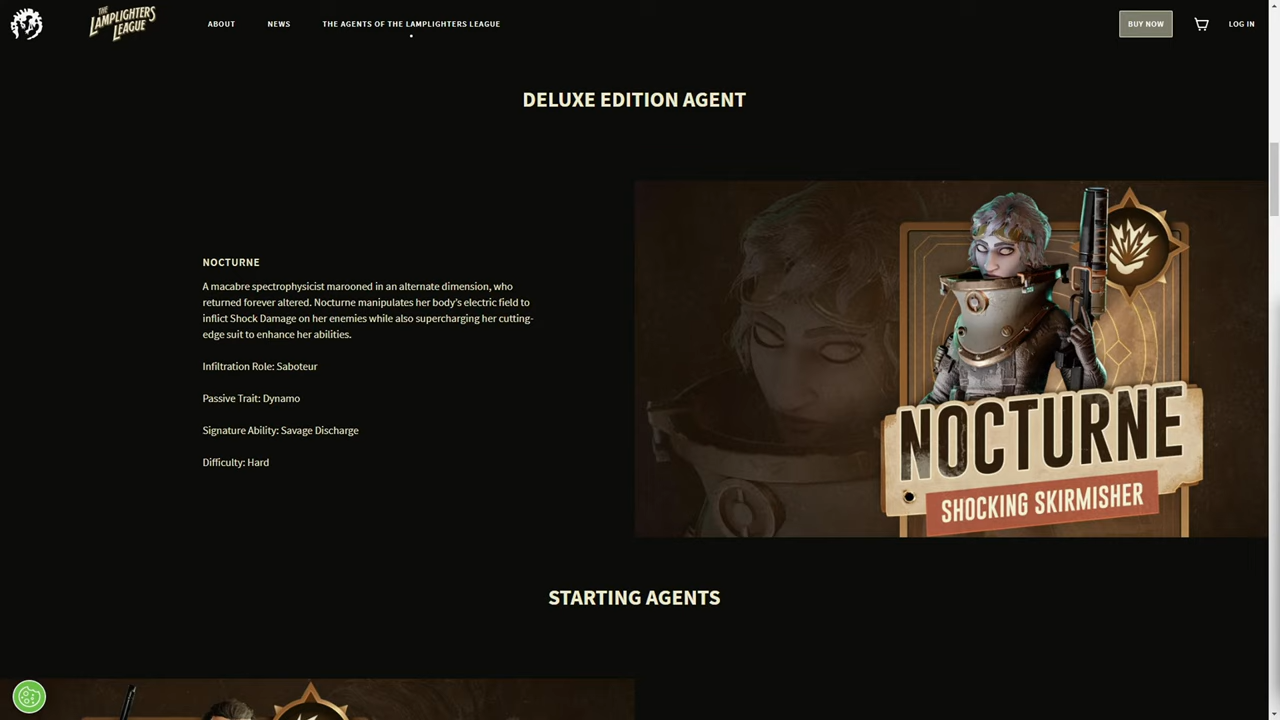 THE
LAMPLIGHTERS
LEAGUE
ABOUT
NEWS
THE AGENTS OF THE LAMPLIGHTERS LEAGUE
BUY NOW
LOG IN
DELUXE EDITION AGENT
NOCTURNE
A macabre spectrophysicist marooned in an alternate dimension, who
returned forever altered. Nocturne manipulates her body's electric field to
inflict Shock Damage on her enemies while also supercharging her cutting-
edge suit to enhance her abilities.
Infiltration Role: Saboteur
Passive Trait: Dynamo
Signature Ability: Savage Discharge
Difficulty: Hard
NOCTURNE
SHOCKING SKIRMISHER
STARTING AGENTS